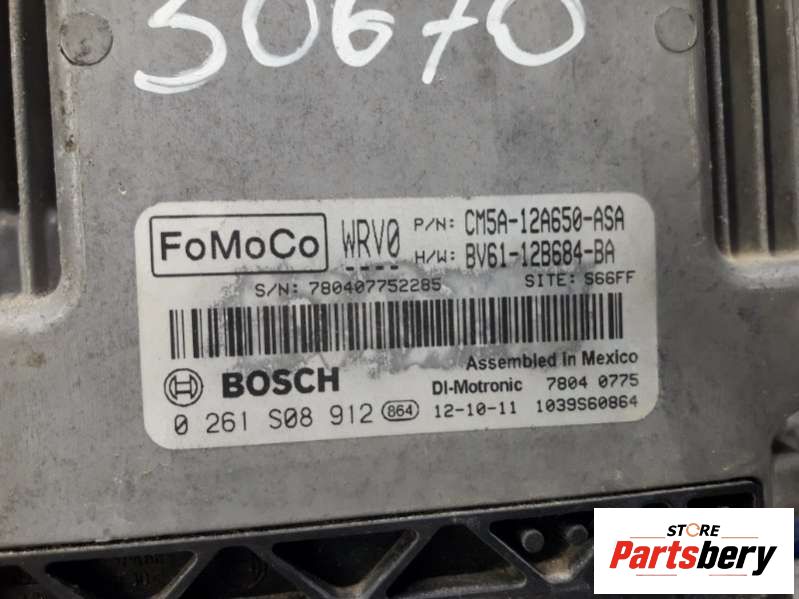 30670
FoMoCo
WRV0
P/N: CM5A-12A650-ASA
H/W: BV61-12B684-BA
S/N: 780407752285
SITE: S66FF
Assembled in Mexico
BOSCH
DI-Motronic 7804 0775
0 261 S08 912 864 12-10-11 1039S60864
STORE
Partsbery